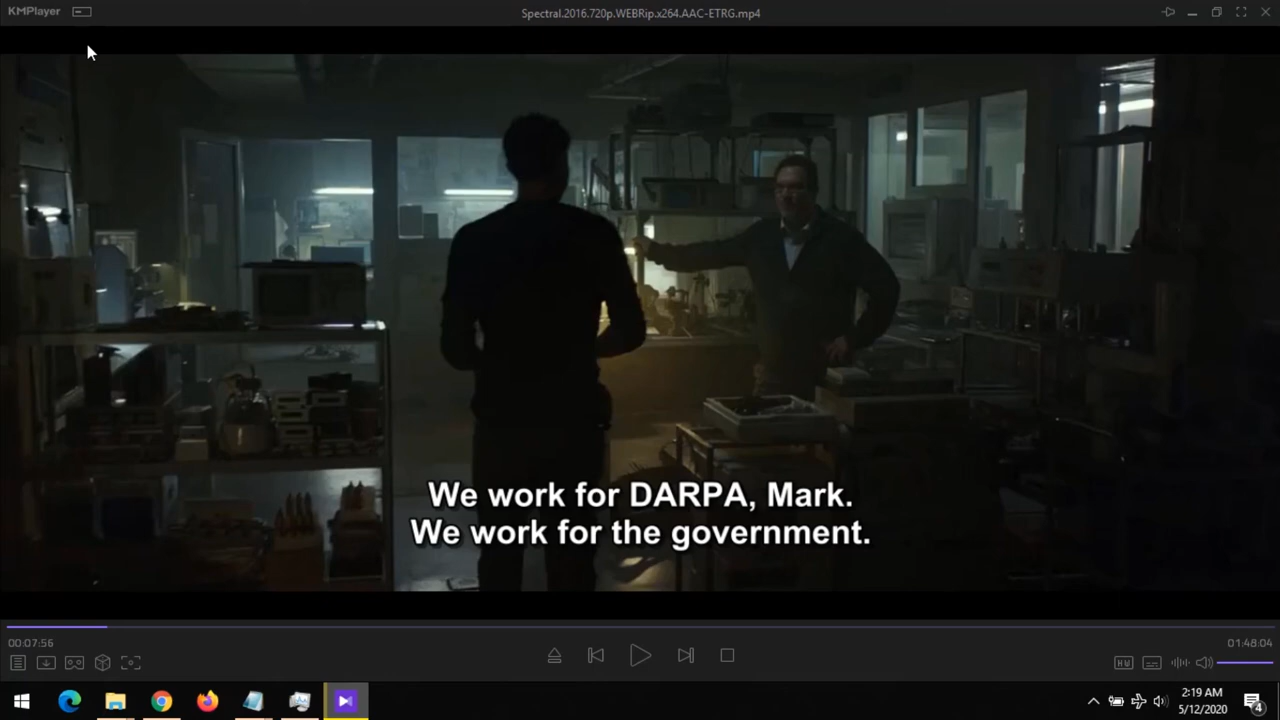 KMPlayer
Spectral.2016.720p.WEBRip.x264.AAC-ETRG.mp4
We work for DARPA, Mark.
We work for the government.
00:07:56
01:48:04
HW
2:19 AM
5/12/2020
4